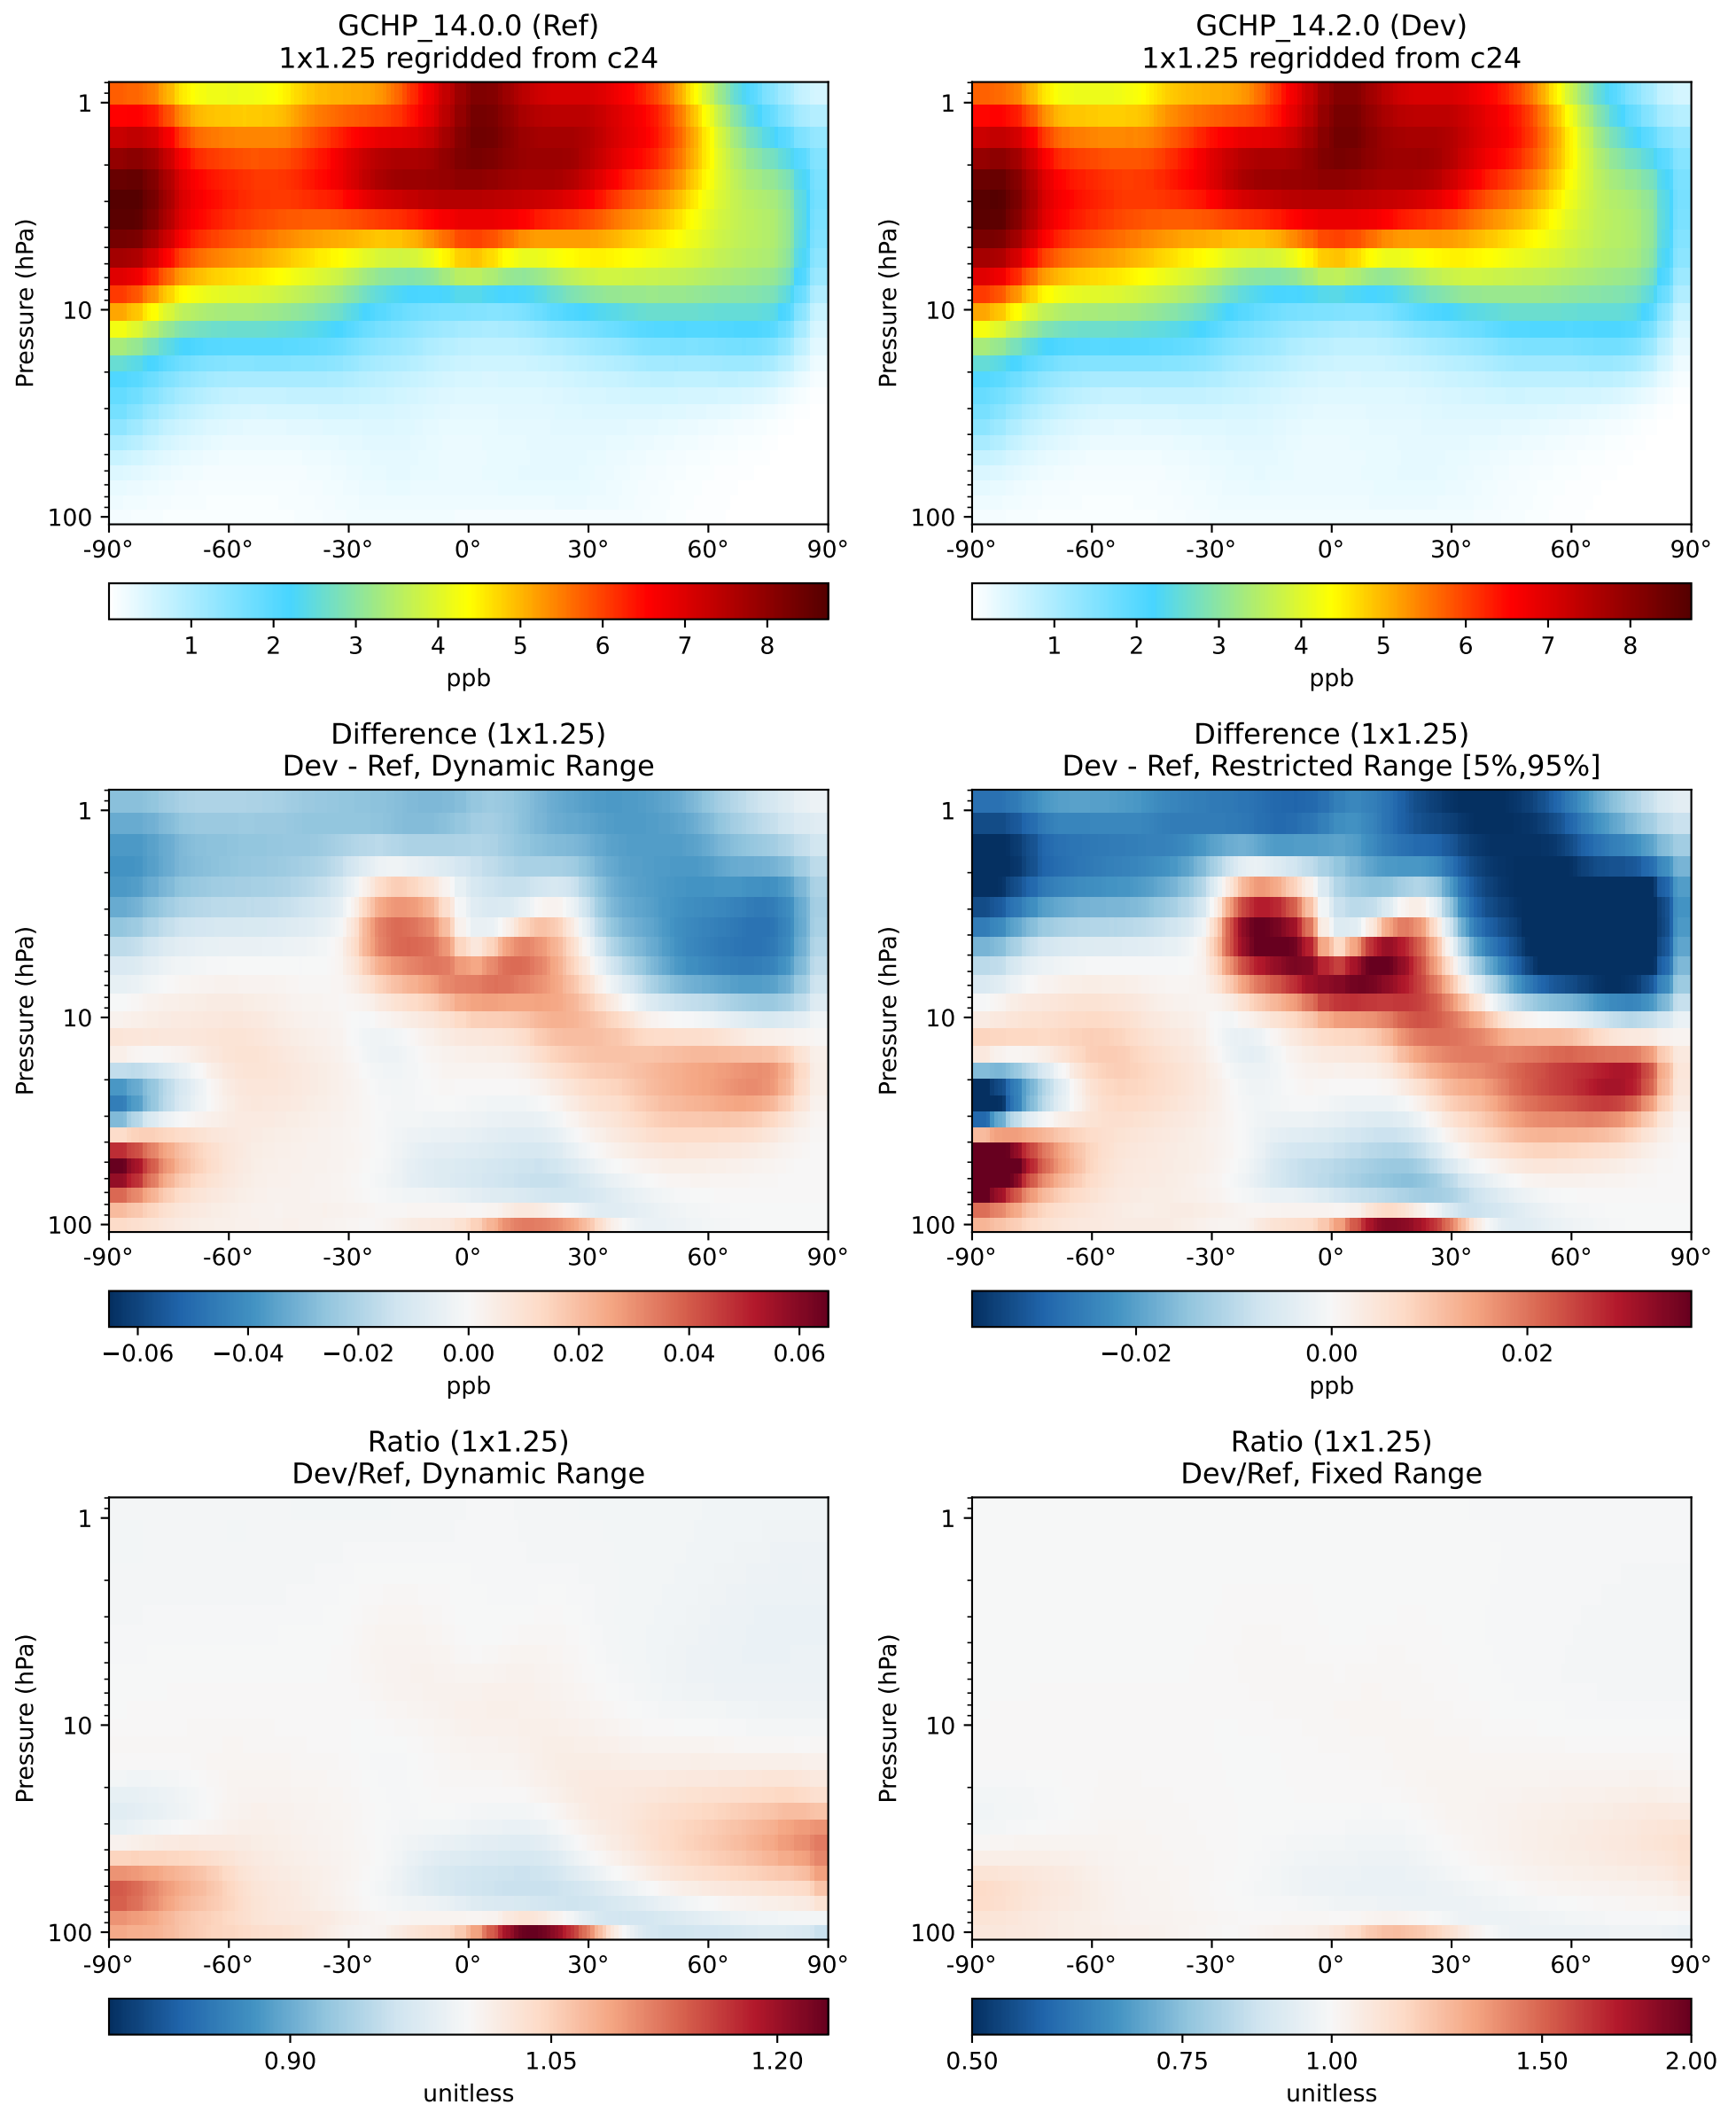 GCHP_14.0.0 (Ref)
1x1.25 regridded from c24
Pressure (hPa)
1
10
100
-90° -60° -30° 0° 30° 60° 90°
1 2 3 4 5 6 7 8
ppb
GCHP_14.2.0 (Dev)
1x1.25 regridded from c24
Pressure (hPa)
1
10
100
-90° -60° -30° 0° 30° 60° 90°
1 2 3 4 5 6 7 8
ppb
Difference (1x1.25)
Dev - Ref, Dynamic Range
Pressure (hPa)
1
10
100
-90° -60° -30° 0° 30° 60° 90°
−0.06 −0.04 −0.02 0.00 0.02 0.04 0.06
ppb
Difference (1x1.25)
Dev - Ref, Restricted Range [5%,95%]
Pressure (hPa)
1
10
100
-90° -60° -30° 0° 30° 60° 90°
−0.02 0.00 0.02
ppb
Ratio (1x1.25)
Dev/Ref, Dynamic Range
Pressure (hPa)
1
10
100
-90° -60° -30° 0° 30° 60° 90°
0.90 1.05 1.20
unitless
Ratio (1x1.25)
Dev/Ref, Fixed Range
Pressure (hPa)
1
10
100
-90° -60° -30° 0° 30° 60° 90°
0.50 0.75 1.00 1.50 2.00
unitless